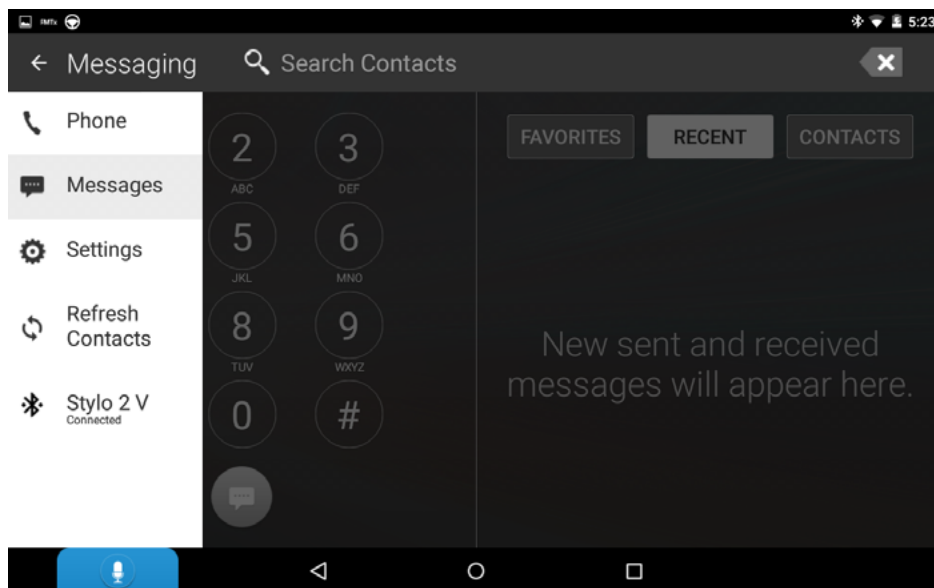 FMTx
5:23
Messaging
Search Contacts
Phone
Messages
Settings
Refresh
Contacts
Stylo 2 V
Connected
2
ABC
3
DEF
5
JKL
6
MNO
8
TUV
9
WXYZ
0
#
FAVORITES
RECENT
CONTACTS
New sent and received
messages will appear here.